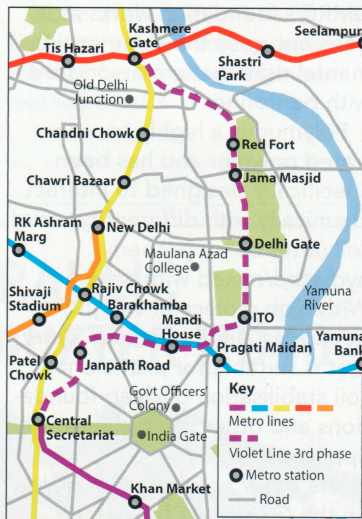 Kashmere
Gate
Seelampur
Tis Hazari
Shastri
Park
Old Delhi
Junction
Chandni Chowk
Red Fort
Chawri Bazaar
Jama Masjid
RK Ashram
Marg
New Delhi
Delhi Gate
Maulana Azad
College
Yamuna
River
Shivaji
Stadium
Rajiv Chowk
Barakhamba
Mandi
House
ITO
Patel
Chowk
Janpath Road
Pragati Maidan
Yamuna
Bank
Govt Officers'
Colony
Central
Secretariat
India Gate
Khan Market
Key
Metro lines
Violet Line 3rd phase
Metro station
Road